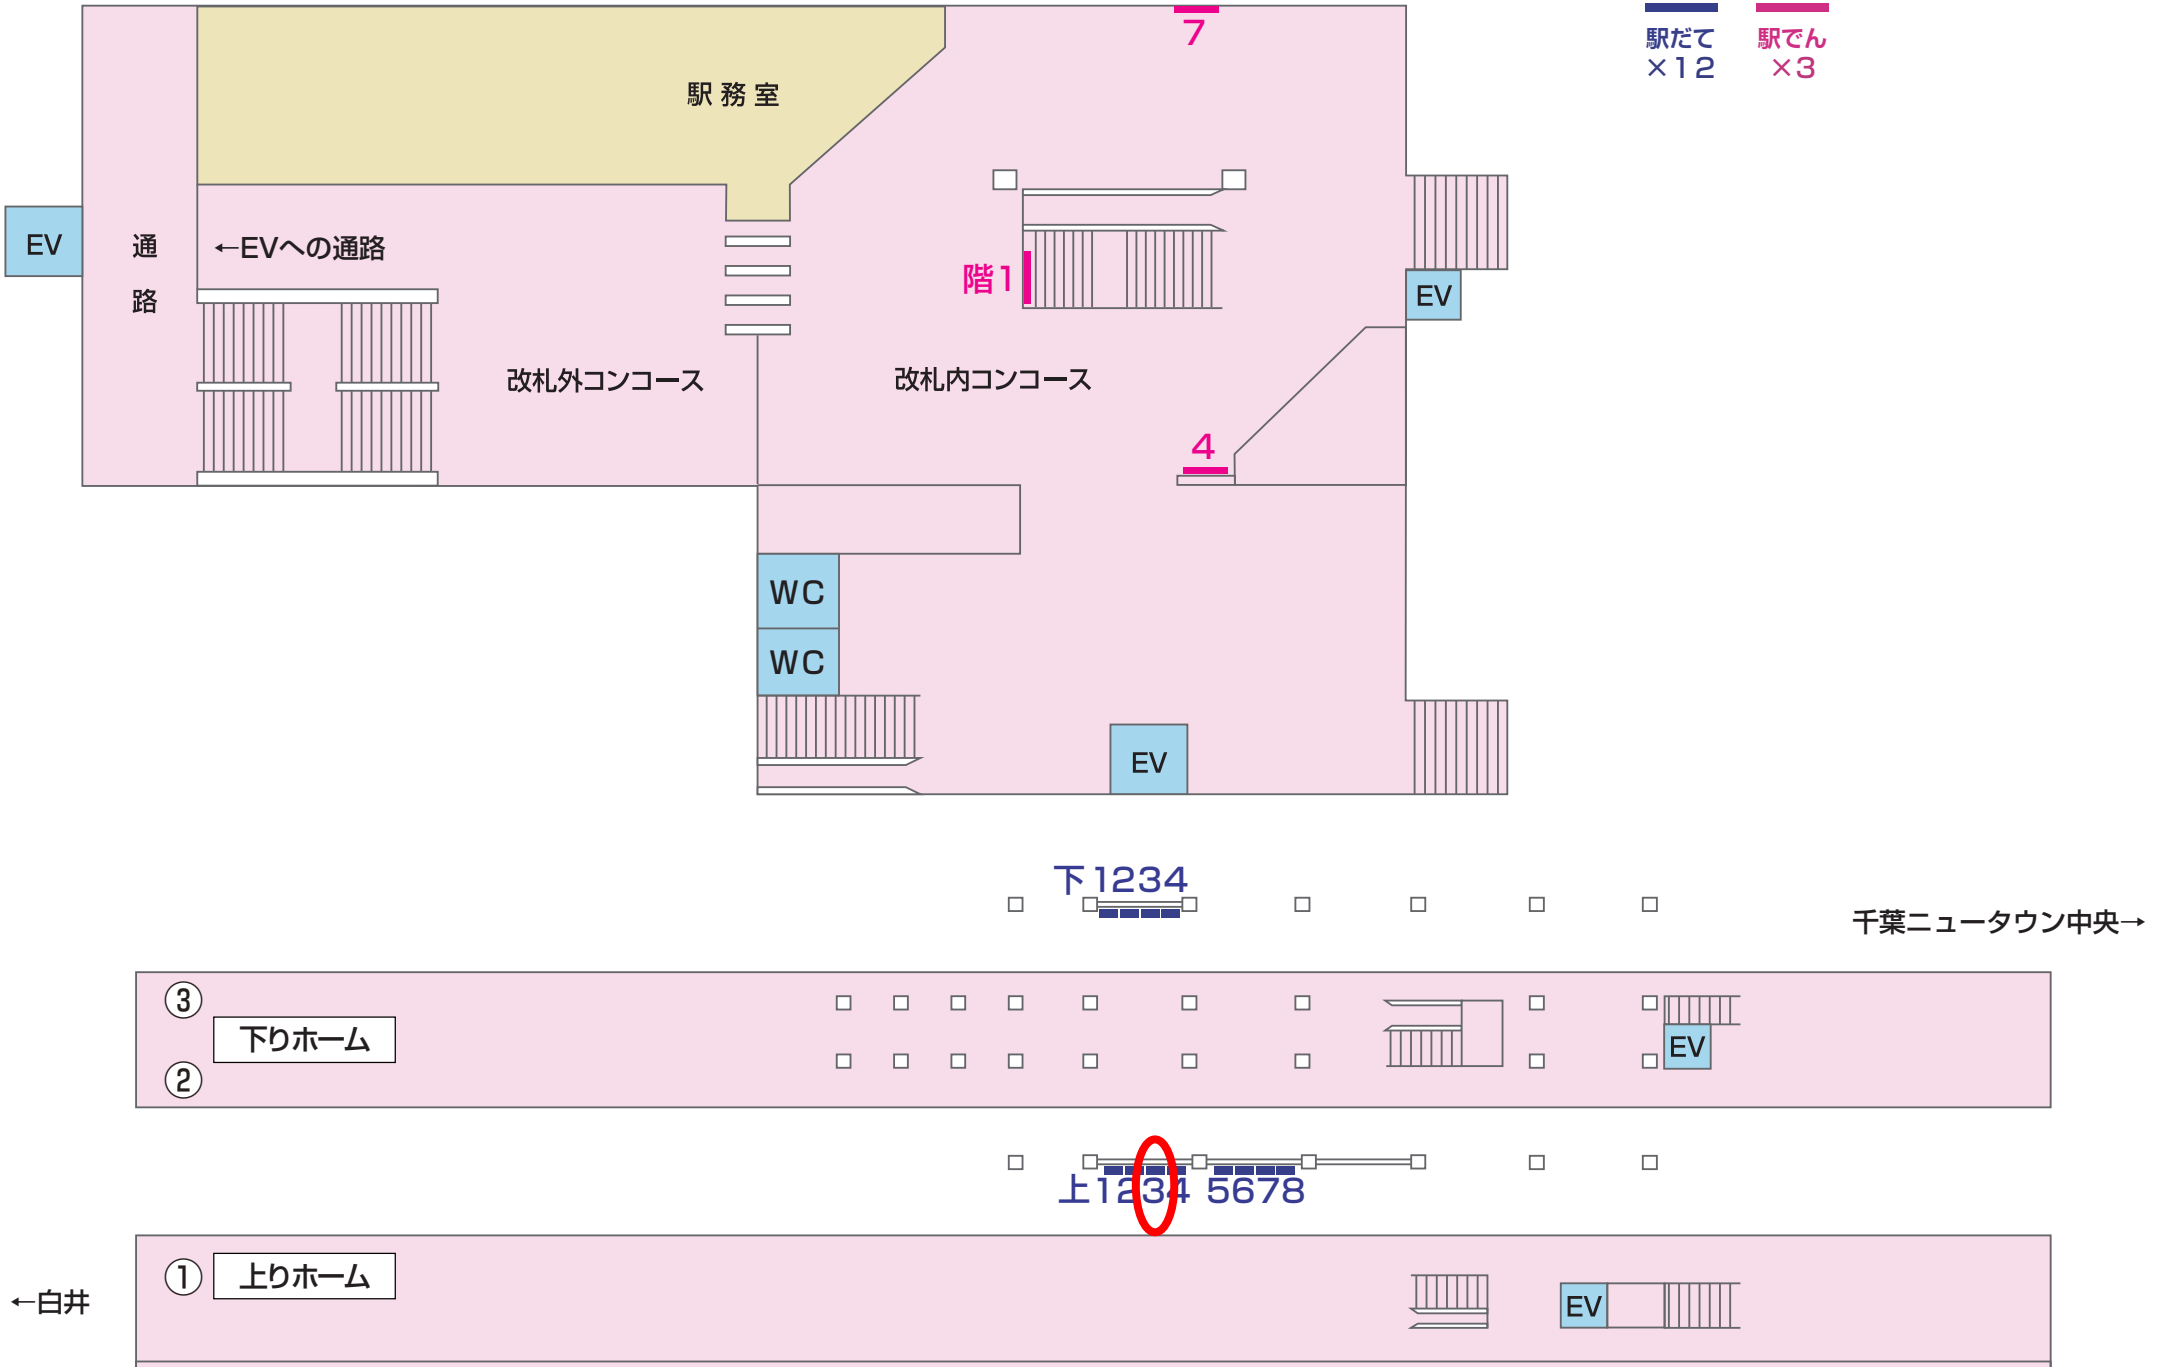 7
駅だて
×12
駅でん
×3
駅務室
EV
通路
←EVへの通路
階1
EV
改札外コンコース
改札内コンコース
4
WC
WC
EV
下1234
千葉ニュータウン中央→
③
下りホーム
②
EV
上1234 5678
①
上りホーム
EV
←白井